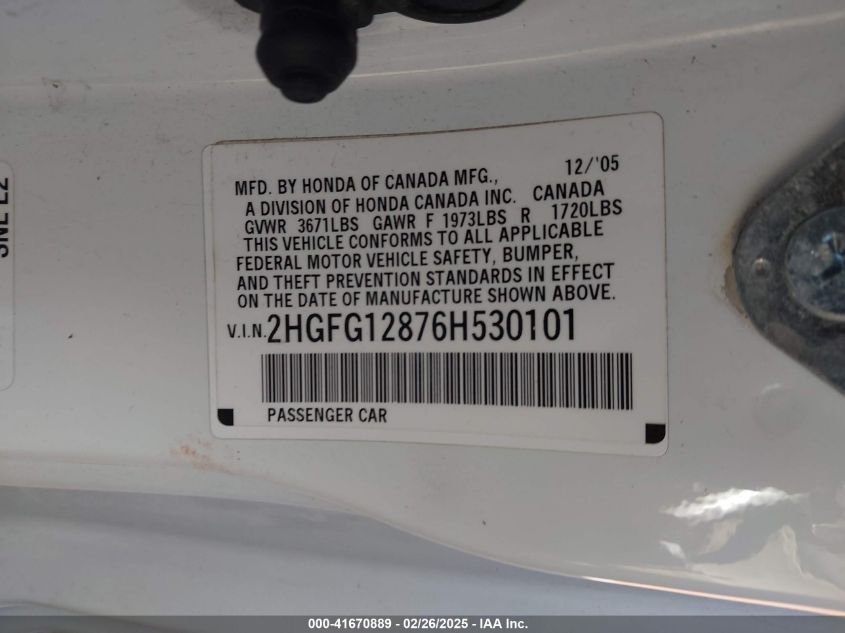 MFD. BY HONDA OF CANADA MFG., 12/'05
A DIVISION OF HONDA CANADA INC. CANADA
GVWR 3671LBS GAWR F 1973LBS R 1720LBS
THIS VEHICLE CONFORMS TO ALL APPLICABLE
FEDERAL MOTOR VEHICLE SAFETY, BUMPER,
AND THEFT PREVENTION STANDARDS IN EFFECT
ON THE DATE OF MANUFACTURE SHOWN ABOVE.
V.I.N. 2HGFG12876H530101
PASSENGER CAR
000-41670889 - 02/26/2025 - IAA Inc.